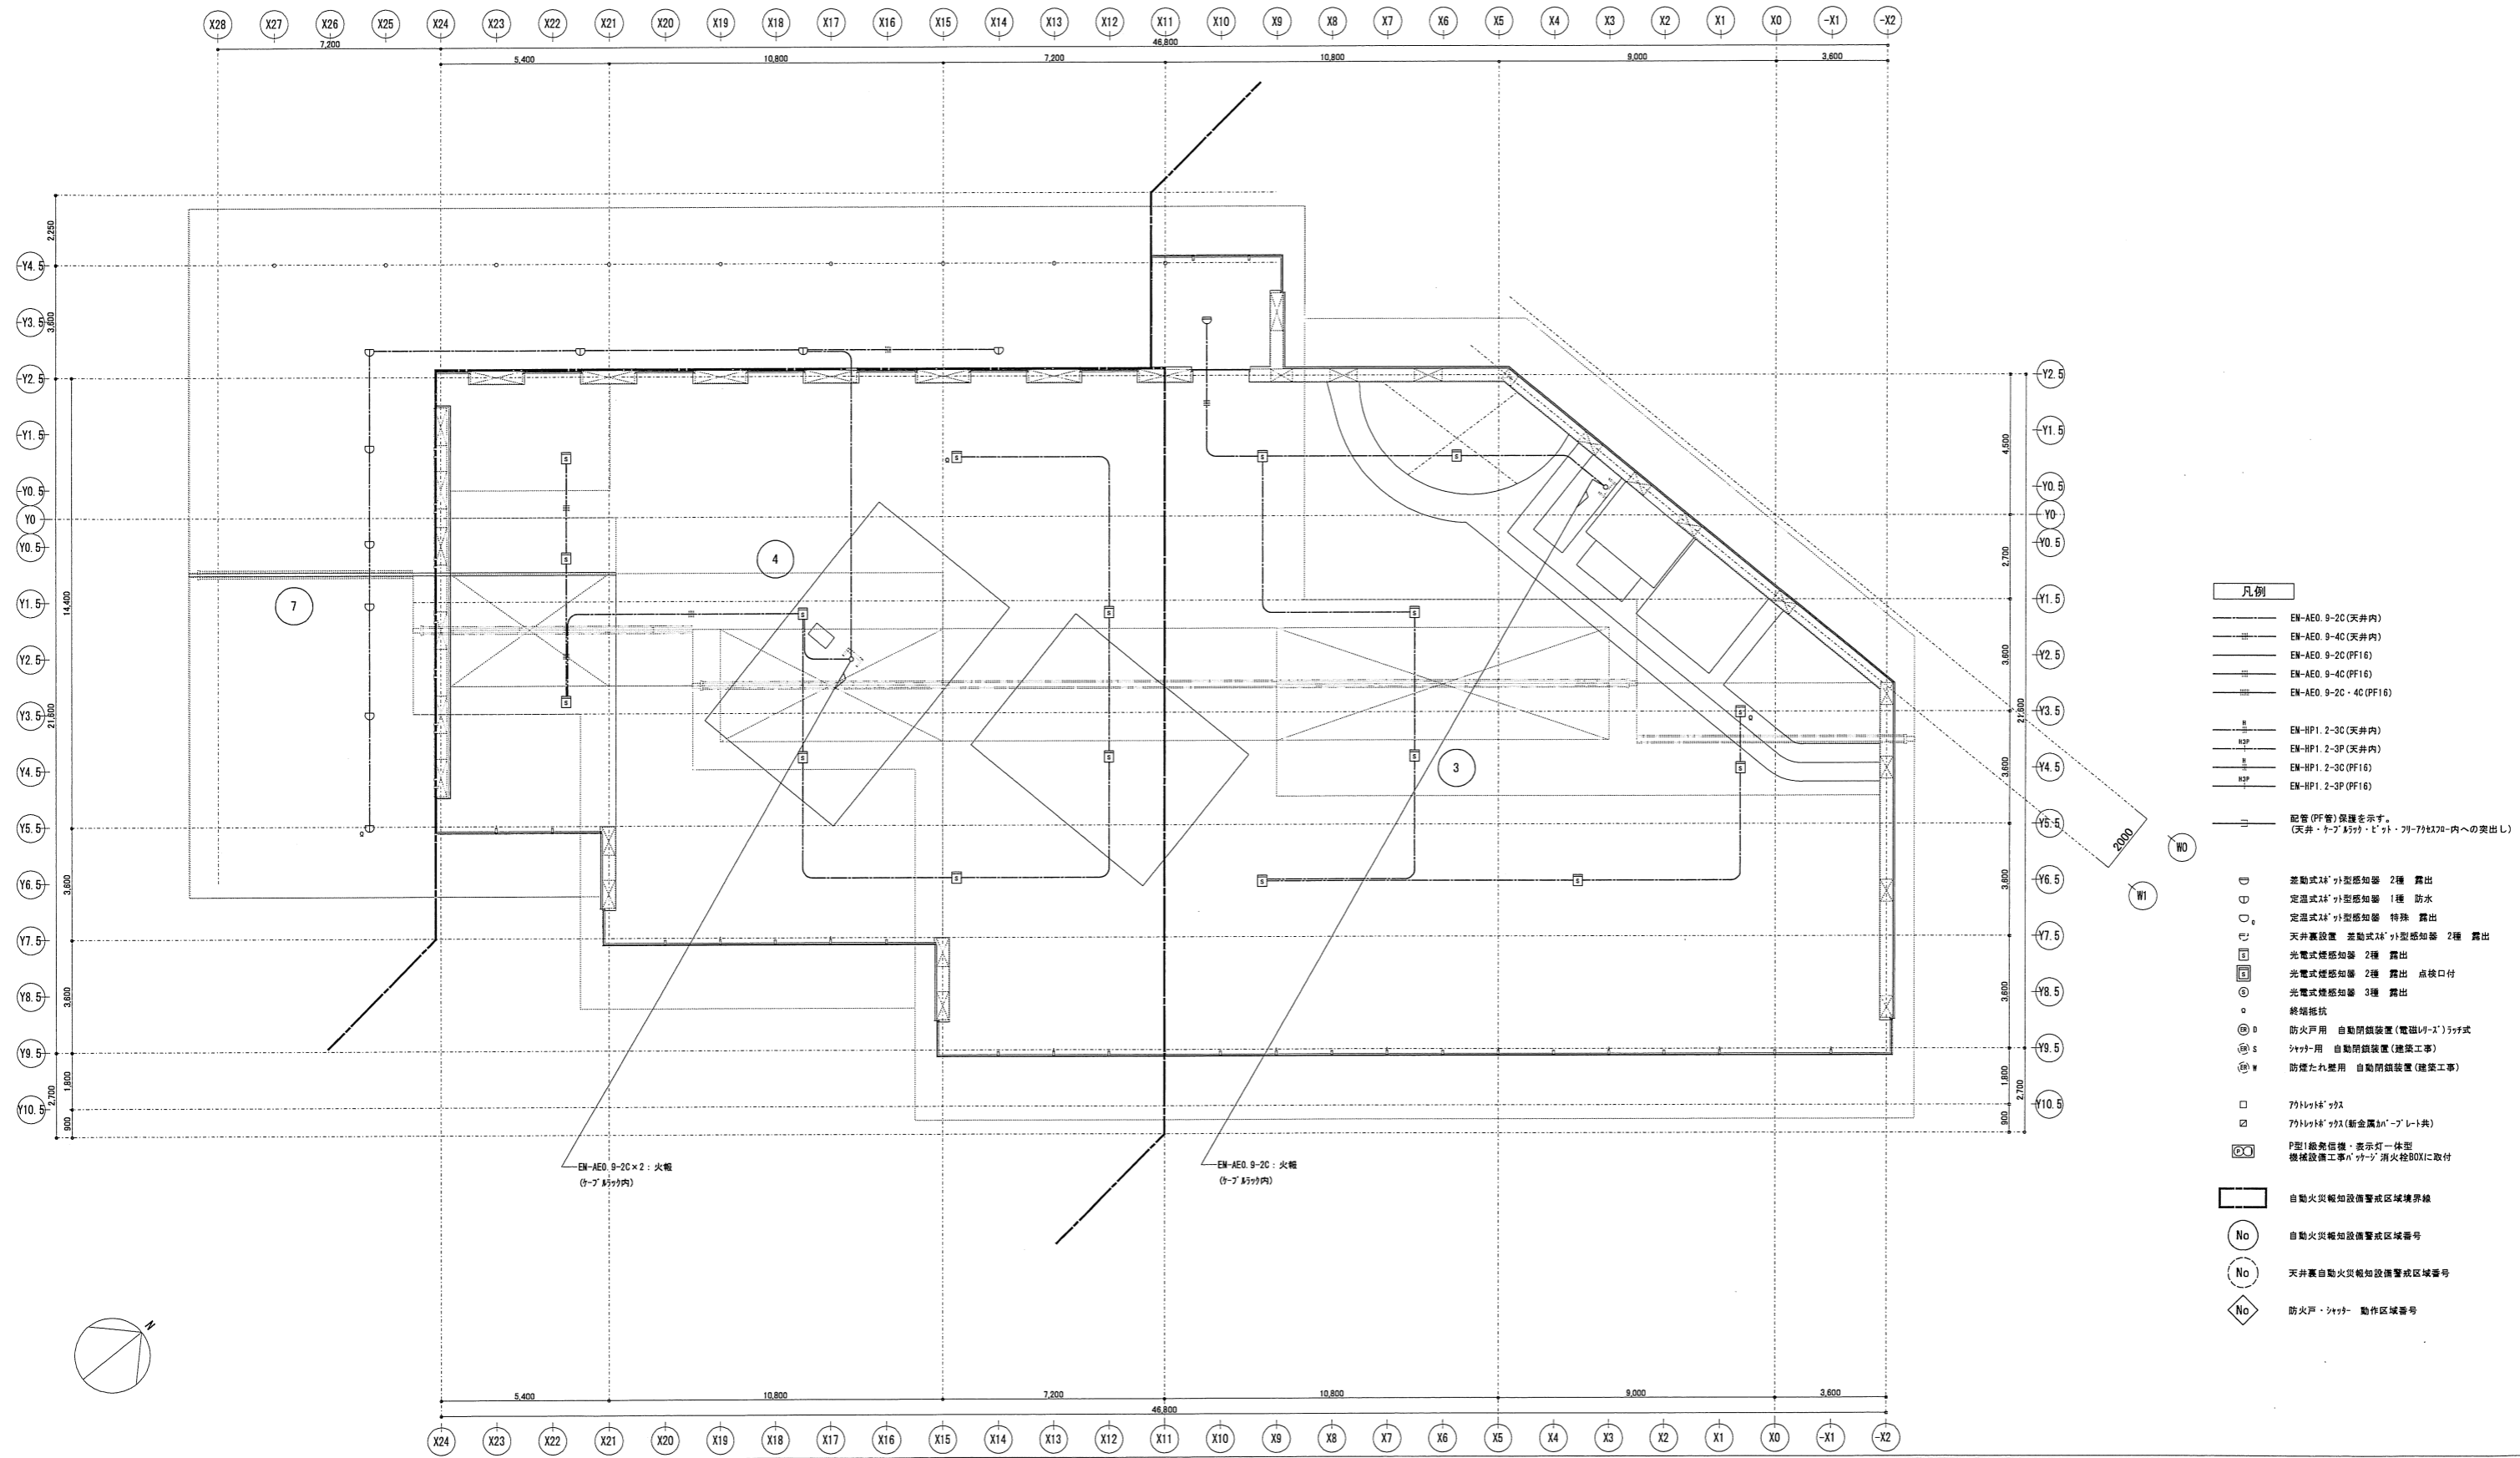 X28 X27 X26 X25 X24 X23 X22 X21 X20 X19 X18 X17 X16 X15 X14 X13 X12 X11 X10 X9 X8 X7 X6 X5 X4 X3 X2 X1 X0 -X1 -X2
7,200 46,800
5,400 10,800 7,200 10,800 9,000 3,600
2,250
-Y4.5
3,600
-Y3.5
-Y2.5 -Y2.5
-Y1.5 -Y1.5
4,500
-Y0.5 -Y0.5
Y0 Y0
Y0.5 Y0.5
4
2,700
7
14,400
Y1.5 Y1.5
Y2.5 Y2.5
3,600
Y3.5 Y3.5
21,600 21,600
3
Y4.5 Y4.5
3,600
Y5.5 Y5.5
2000
W0
3,600 3,600
Y6.5 Y6.5
W1
Y7.5 Y7.5
3,600 3,600
Y8.5 Y8.5
Y9.5 Y9.5
1,800 1,800
2,700 2,700
Y10.5 Y10.5
900 900
EM-AE0.9-2C×2:火報
(ケーブルラック内)
EM-AE0.9-2C:火報
(ケーブルラック内)
N
5,400 10,800 7,200 10,800 9,000 3,600
46,800
X24 X23 X22 X21 X20 X19 X18 X17 X16 X15 X14 X13 X12 X11 X10 X9 X8 X7 X6 X5 X4 X3 X2 X1 X0 -X1 -X2
凡例
EM-AE0.9-2C(天井内)
EM-AE0.9-4C(天井内)
EM-AE0.9-2C(PF16)
EM-AE0.9-4C(PF16)
EM-AE0.9-2C・4C(PF16)
H EM-HP1.2-3C(天井内)
H3P EM-HP1.2-3P(天井内)
H EM-HP1.2-3C(PF16)
H3P EM-HP1.2-3P(PF16)
配管(PF管)保護を示す。
(天井・ケーブルラック・ピット・フリーアクセスフロー内への突出し)
差動式スポット型感知器 2種 露出
定温式スポット型感知器 1種 防水
定温式スポット型感知器 特殊 露出
天井裏設置 差動式スポット型感知器 2種 露出
S 光電式煙感知器 2種 露出
S 光電式煙感知器 2種 露出 点検口付
S 光電式煙感知器 3種 露出
Ω 終端抵抗
ER D 防火戸用 自動閉鎖装置(電磁レリーズ)ラッチ式
ER S シャッター用 自動閉鎖装置(建築工事)
ER W 防煙たれ壁用 自動閉鎖装置(建築工事)
アウトレットボックス
アウトレットボックス(新金属カバープレート共)
P P型1級発信機・表示灯一体型
機械設備工事パッケージ消火栓BOXに取付
自動火災報知設備警戒区域境界線
No 自動火災報知設備警戒区域番号
No 天井裏自動火災報知設備警戒区域番号
No 防火戸・シャッター 動作区域番号